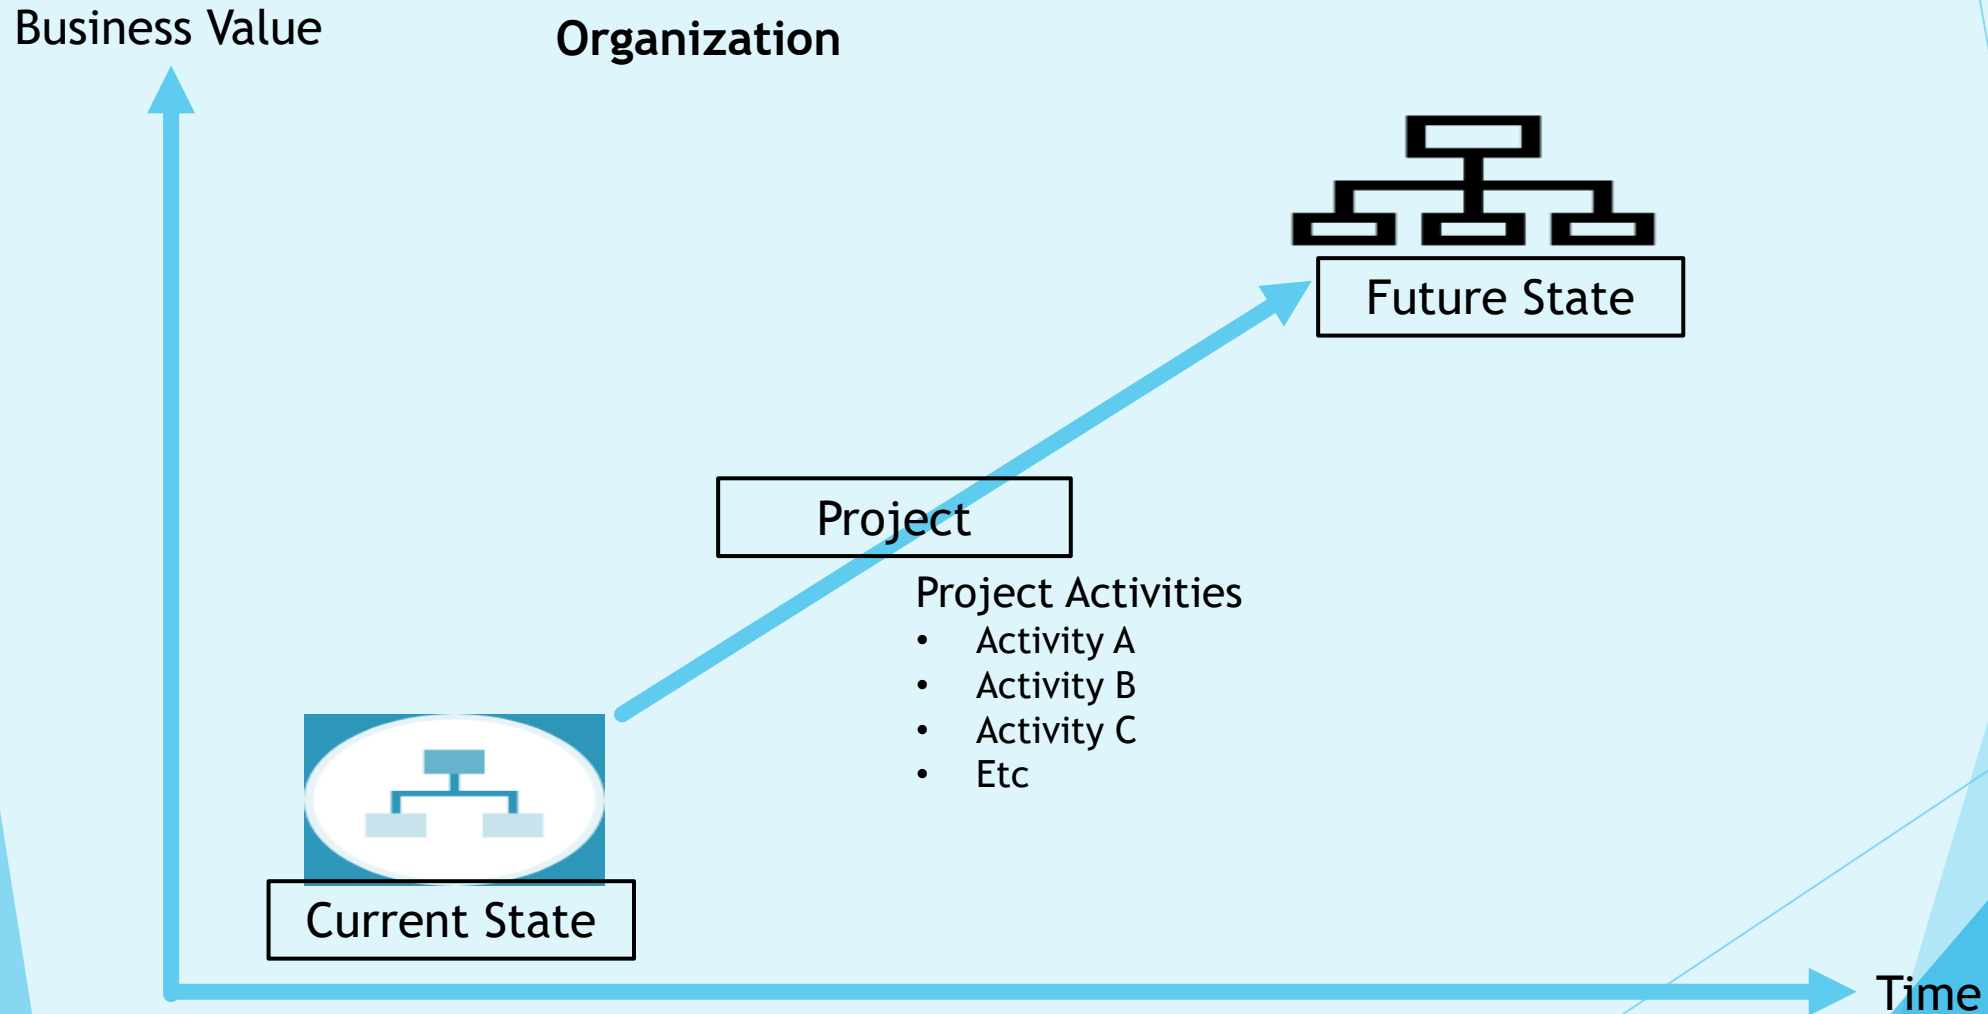 Business Value
Organization
Future State
Project
Project Activities
• Activity A
• Activity B
• Activity C
• Etc
Current State
Time